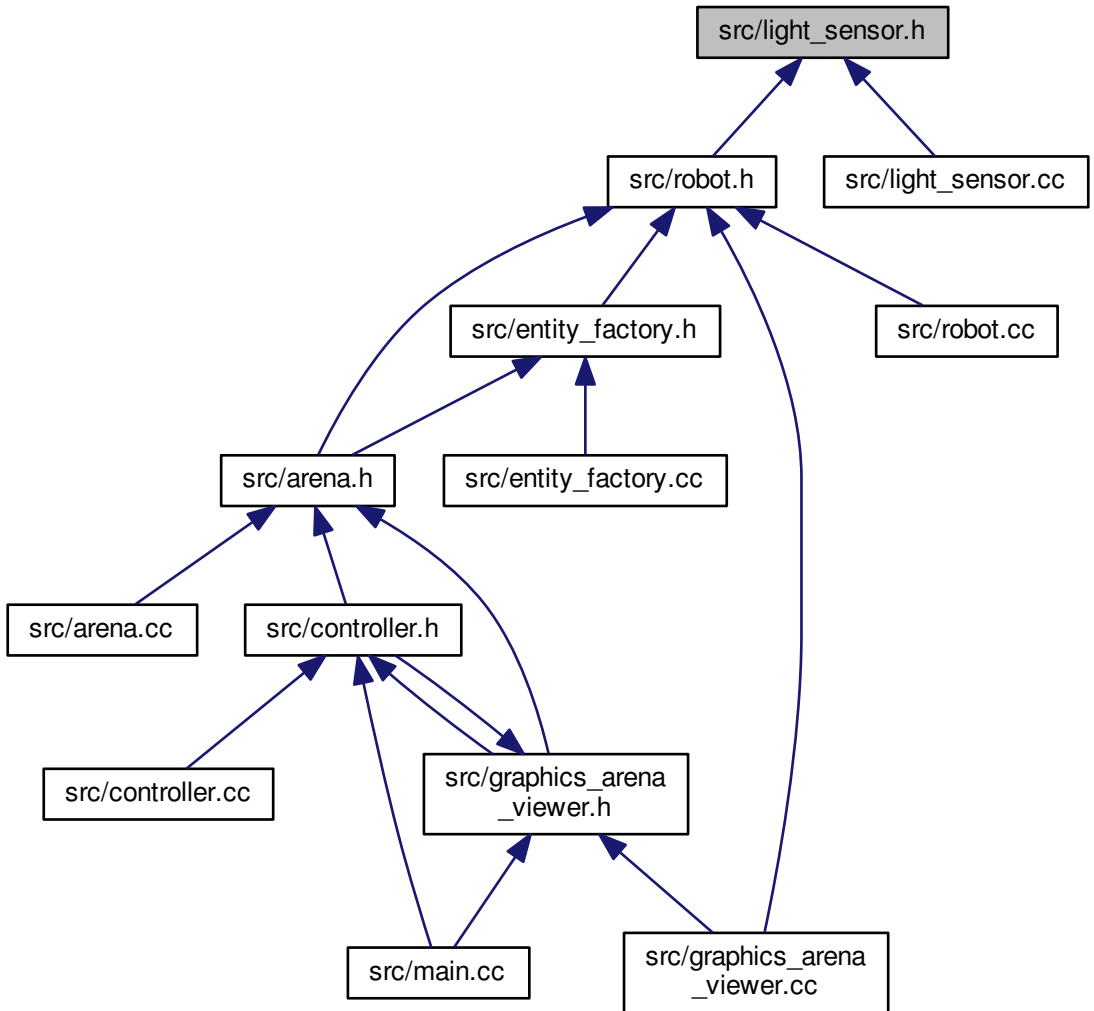 src/light_sensor.h
src/robot.h
src/light_sensor.cc
src/entity_factory.h
src/robot.cc
src/arena.h
src/entity_factory.cc
src/arena.cc
src/controller.h
src/controller.cc
src/graphics_arena
_viewer.h
src/main.cc
src/graphics_arena
_viewer.cc